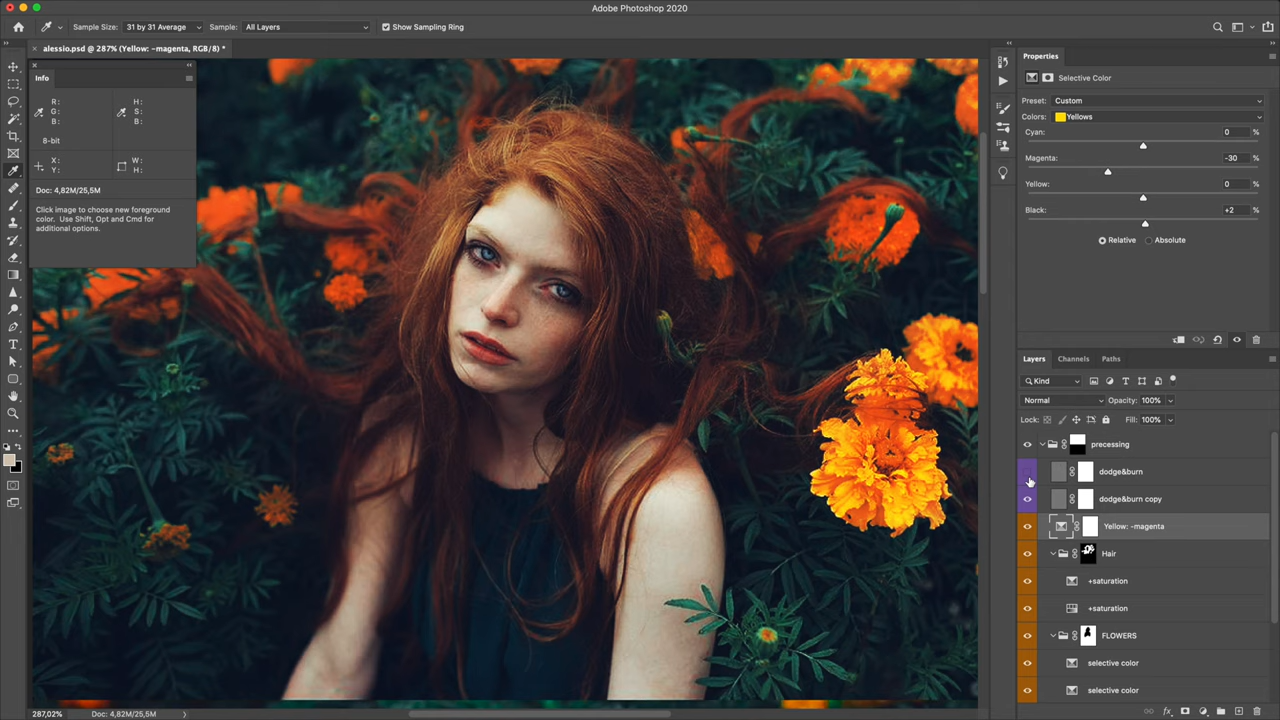 Adobe Photoshop 2020
Sample Size: 31 by 31 Average Sample: All Layers Show Sampling Ring
alessio.psd @ 287% (Yellow: -magenta, RGB/8) *
Info
R:
G:
B:
H:
S:
B:
8-bit
X:
Y:
W:
H:
Doc: 4,82M/25,5M
Click image to choose new foreground
color. Use Shift, Opt and Cmd for
additional options.
287,02% Doc: 4,82M/25,5M
Properties
Selective Color
Preset: Custom
Colors: Yellows
Cyan: 0 %
Magenta: -30 %
Yellow: 0 %
Black: +2 %
Relative Absolute
Layers Channels Paths
Kind
Normal Opacity: 100%
Lock: Fill: 100%
precessing
dodge&burn
dodge&burn copy
Yellow: -magenta
Hair
+saturation
+saturation
FLOWERS
selective color
selective color